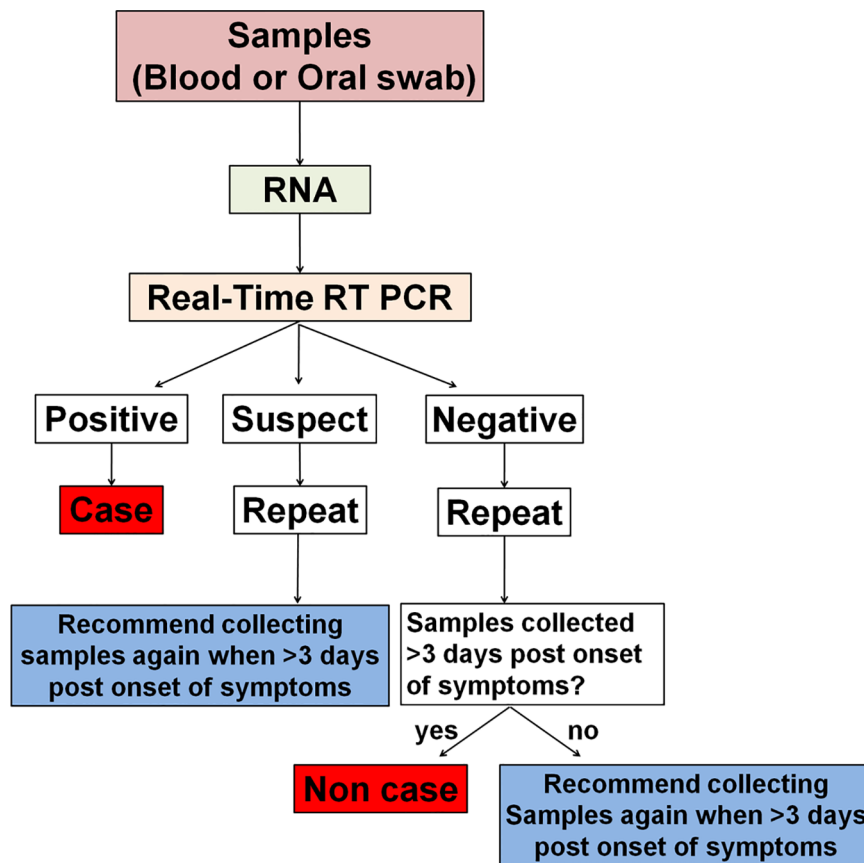 Samples
(Blood or Oral swab)
RNA
Real-Time RT PCR
Positive
Suspect
Negative
Case
Repeat
Repeat
Recommend collecting
samples again when >3 days
post onset of symptoms
Samples collected
>3 days post onset
of symptoms?
yes
no
Non case
Recommend collecting
Samples again when >3 days
post onset of symptoms